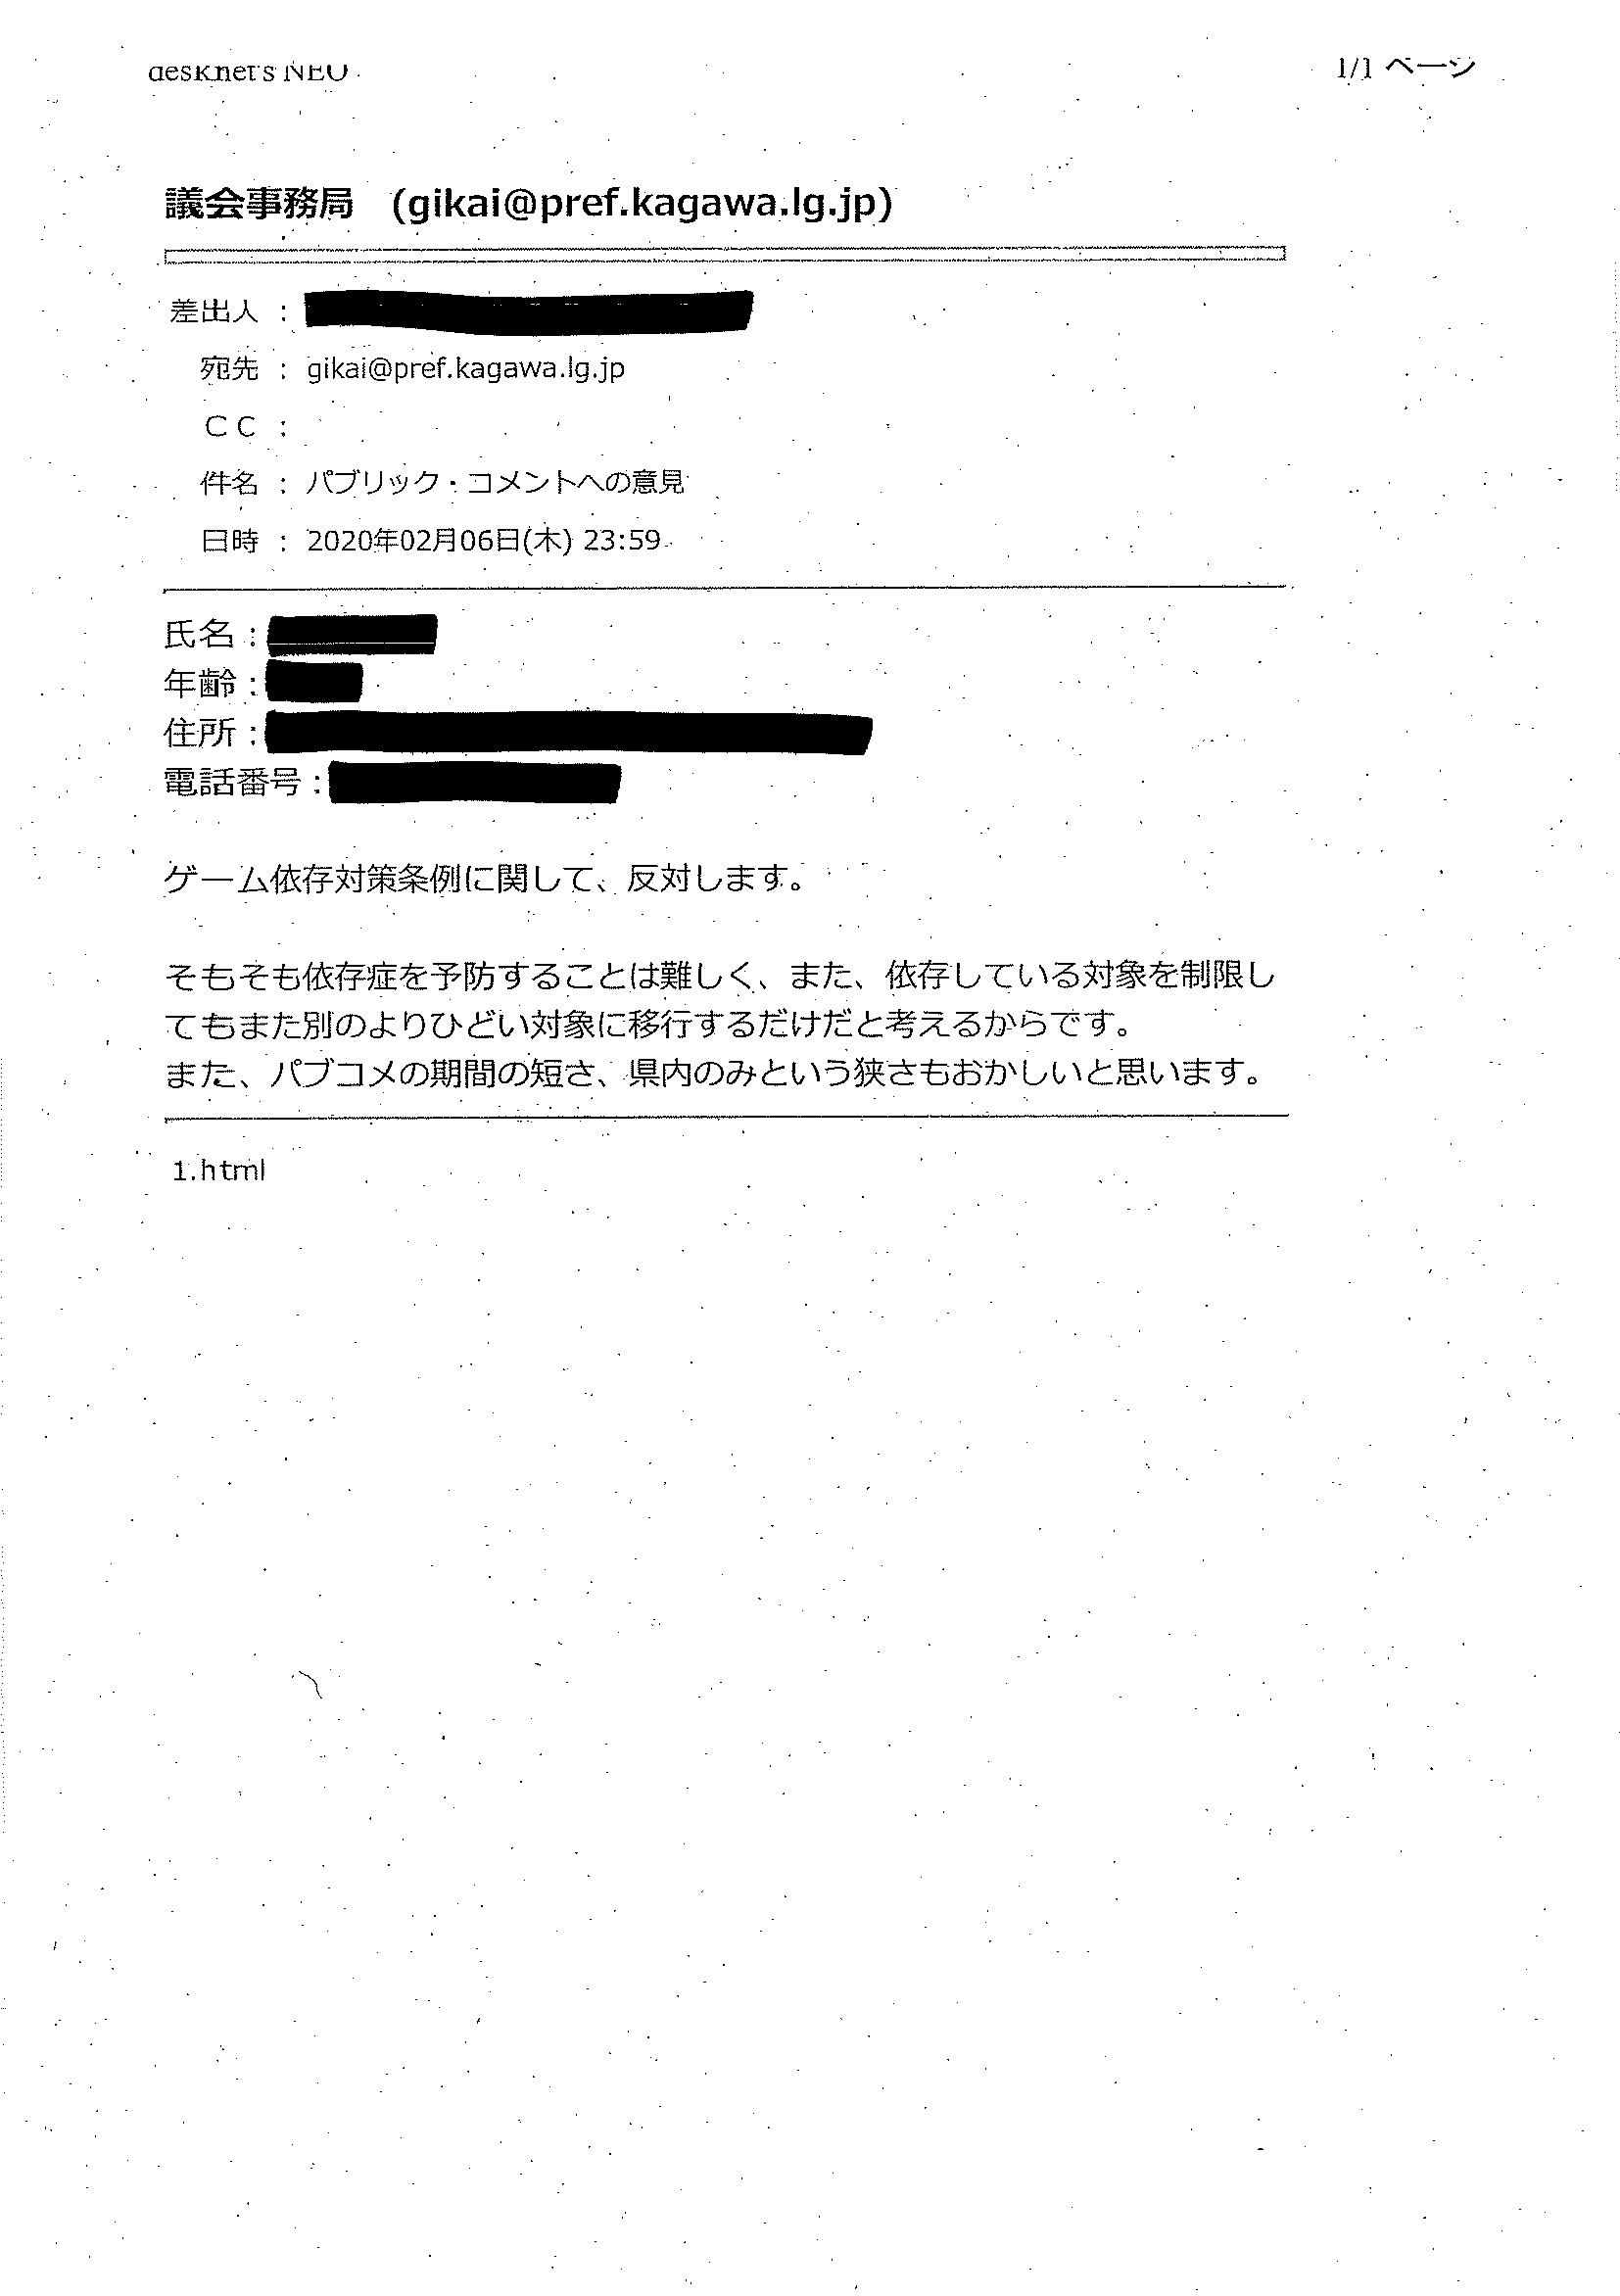 desknet's NEO
1/1 ページ
議会事務局 (gikai@pref.kagawa.lg.jp)
差出人 :
宛先 : gikai@pref.kagawa.lg.jp
ＣＣ :
件名 : パブリック・コメントへの意見
日時 : 2020年02月06日(木) 23:59
氏名 :
年齢 :
住所 :
電話番号 :
ゲーム依存対策条例に関して、反対します。
そもそも依存症を予防することは難しく、また、依存している対象を制限し
てもまた別のよりひどい対象に移行するだけだと考えるからです。
また、パブコメの期間の短さ、県内のみという狭さもおかしいと思います。
1.html